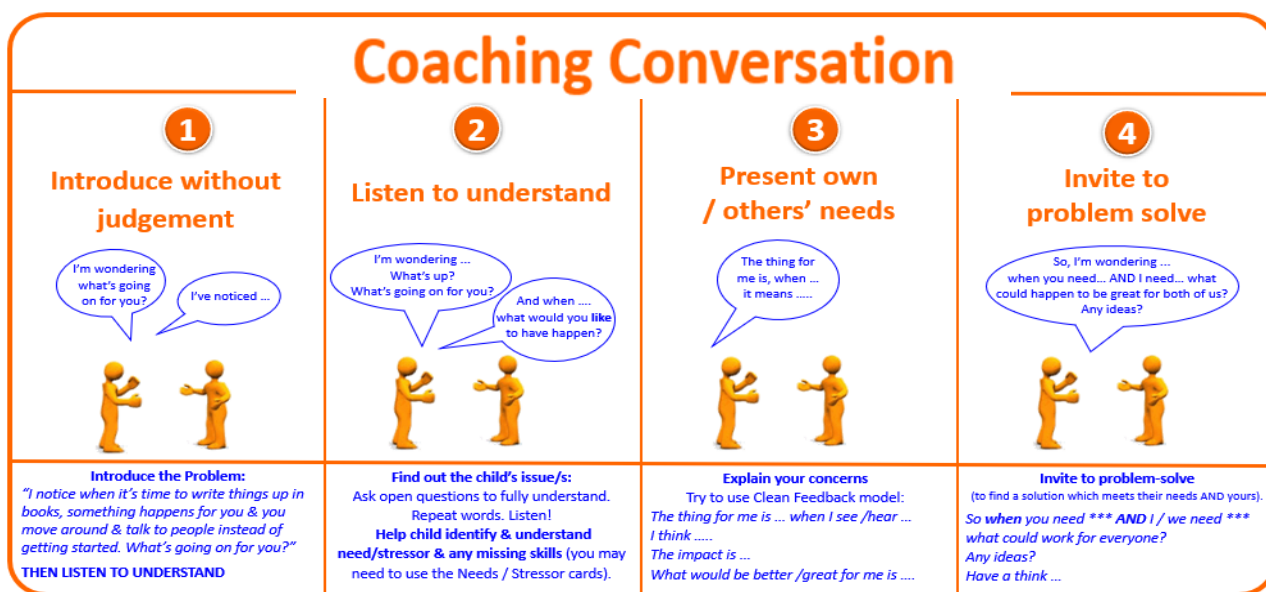 Coaching Conversation
1
Introduce without
judgement
I'm wondering
what's going
on for you?
I've noticed ...
Introduce the Problem:
"I notice when it's time to write things up in
books, something happens for you & you
move around & talk to people instead of
getting started. What's going on for you?"
THEN LISTEN TO UNDERSTAND
2
Listen to understand
I'm wondering ...
What's up?
What's going on for you?
And when ....
what would you like
to have happen?
Find out the child's issue/s:
Ask open questions to fully understand.
Repeat words. Listen!
Help child identify & understand
need/stressor & any missing skills (you may
need to use the Needs / Stressor cards).
3
Present own
/ others' needs
The thing for
me is, when ...
it means .....
Explain your concerns
Try to use Clean Feedback model:
The thing for me is ... when I see /hear ...
I think .....
The impact is ...
What would be better /great for me is ....
4
Invite to
problem solve
So, I'm wondering ...
when you need... AND I need... what
could happen to be great for both of us?
Any ideas?
Invite to problem-solve
(to find a solution which meets their needs AND yours).
So when you need *** AND I / we need ***
what could work for everyone?
Any ideas?
Have a think ...